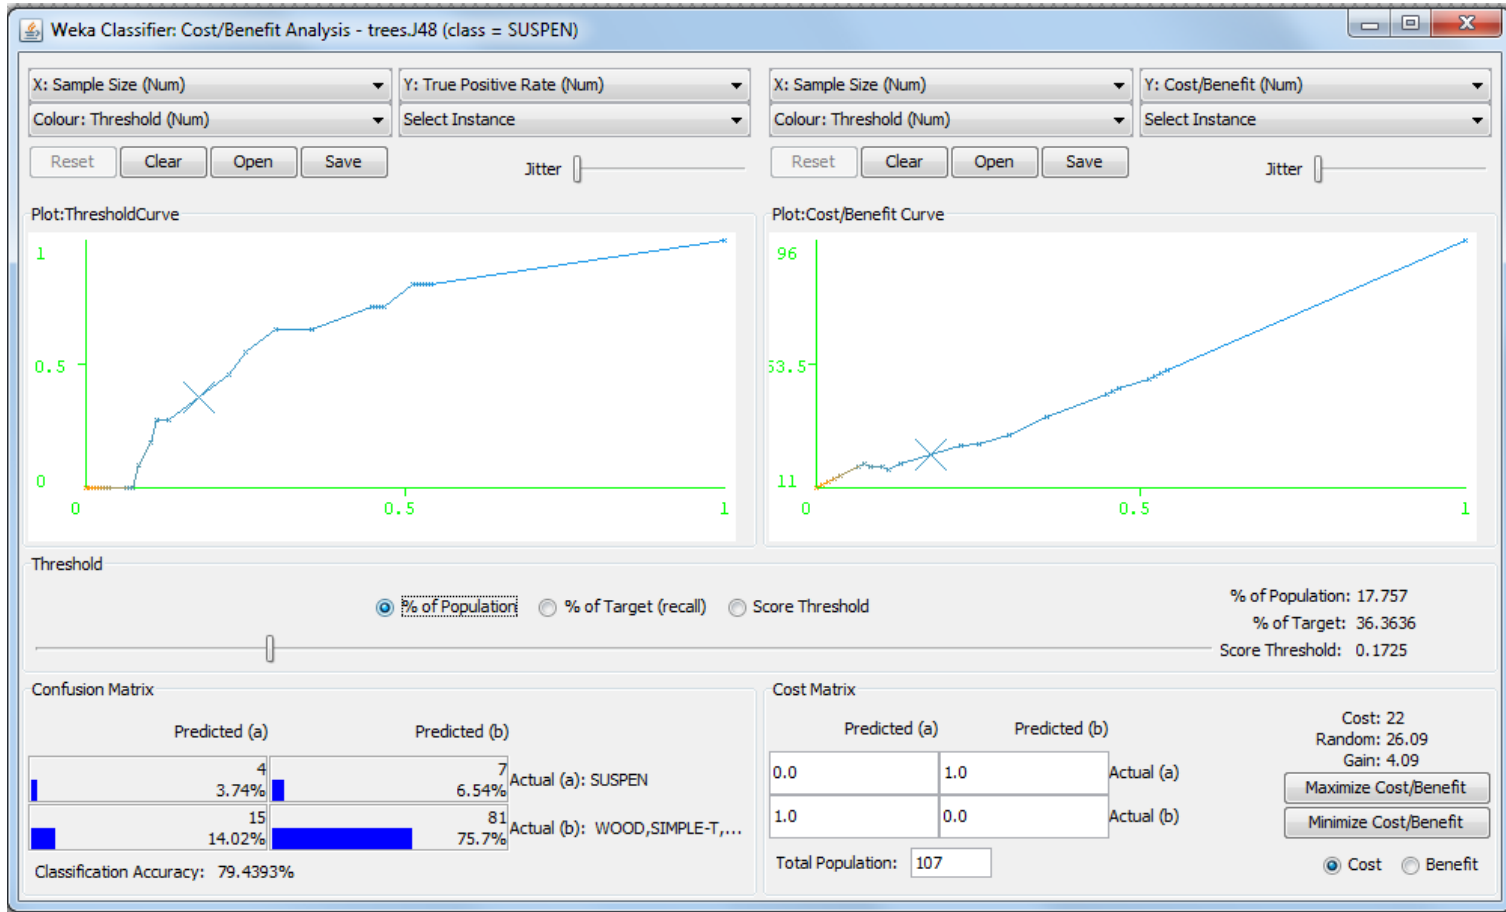 Weka Classifier: Cost/Benefit Analysis - trees.J48 (class = SUSPEN)
X: Sample Size (Num) Y: True Positive Rate (Num) X: Sample Size (Num) Y: Cost/Benefit (Num)
Colour: Threshold (Num) Select Instance Colour: Threshold (Num) Select Instance
Reset Clear Open Save Jitter Reset Clear Open Save Jitter
Plot:ThresholdCurve Plot:Cost/Benefit Curve
1 96
0.5 53.5
0 11
0 0.5 1 0 0.5 1
Threshold
% of Population % of Target (recall) Score Threshold
% of Population: 17.757
% of Target: 36.3636
Score Threshold: 0.1725
Confusion Matrix
Predicted (a) Predicted (b)
4 7
3.74% 6.54% Actual (a): SUSPEN
15 81
14.02% 75.7% Actual (b): WOOD,SIMPLE-T,...
Classification Accuracy: 79.4393%
Cost Matrix
Predicted (a) Predicted (b)
0.0 1.0 Actual (a)
1.0 0.0 Actual (b)
Total Population: 107
Cost: 22
Random: 26.09
Gain: 4.09
Maximize Cost/Benefit
Minimize Cost/Benefit
Cost Benefit